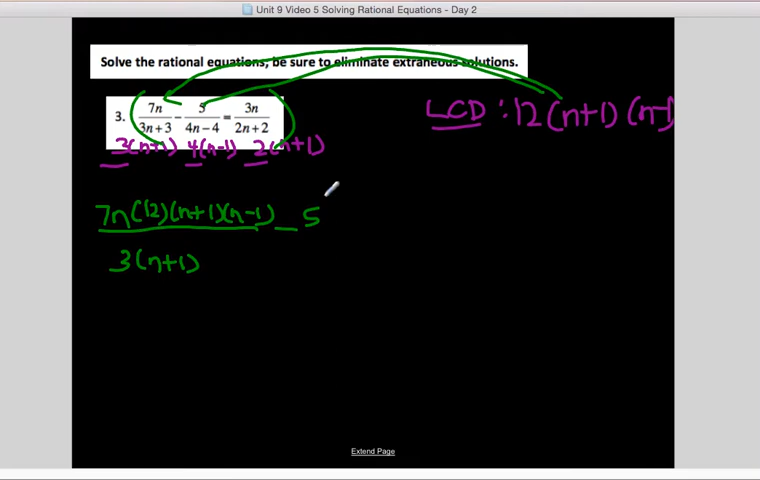 Unit 9 Video 5 Solving Rational Equations - Day 2
Solve the rational equations, be sure to eliminate extraneous solutions.
3. 7n/(3n+3) − 5/(4n−4) = 3n/(2n+2)
LCD : 12 (n+1) (n-1
3(n+1) 4(n-1) 2(n+1)
7n(12)(n+1)(n-1) − 5
3(n+1)
Extend Page